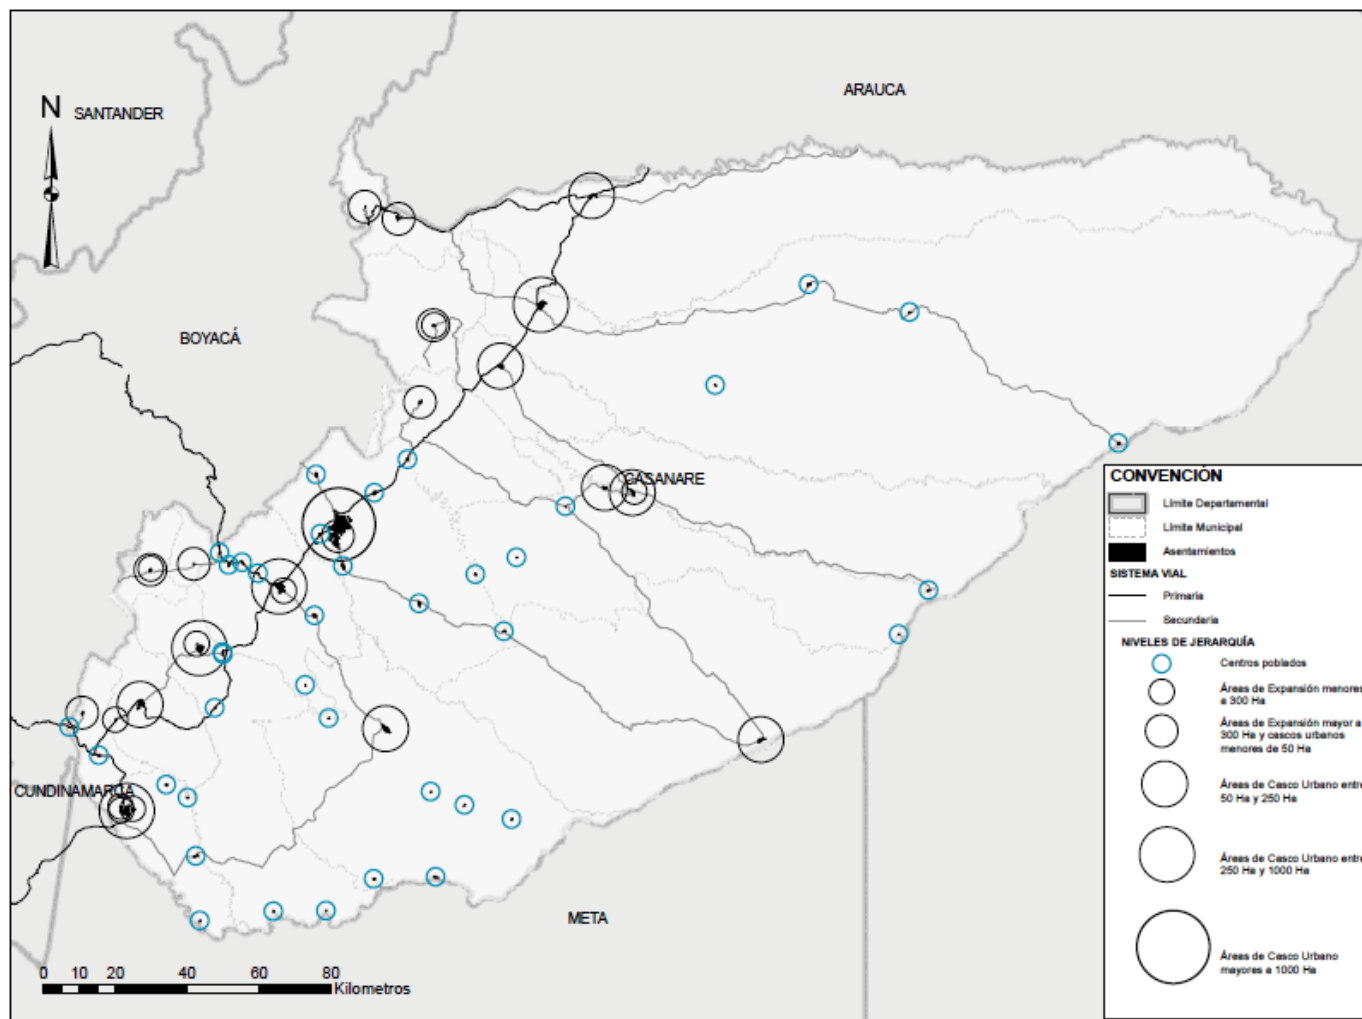 ARAUCA
N
SANTANDER
BOYACÁ
CASANARE
CUNDINAMARCA
META
0 10 20 40 60 80
Kilometros
CONVENCIÓN
Límite Departamental
Límite Municipal
Asentamientos
SISTEMA VIAL
Primaria
Secundaria
NIVELES DE JERARQUÍA
Centros poblados
Áreas de Expansión menores
a 300 Ha
Áreas de Expansión mayor a
300 Ha y cascos urbanos
menores de 50 Ha
Áreas de Casco Urbano entre
50 Ha y 250 Ha
Áreas de Casco Urbano entre
250 Ha y 1000 Ha
Áreas de Casco Urbano
mayores a 1000 Ha